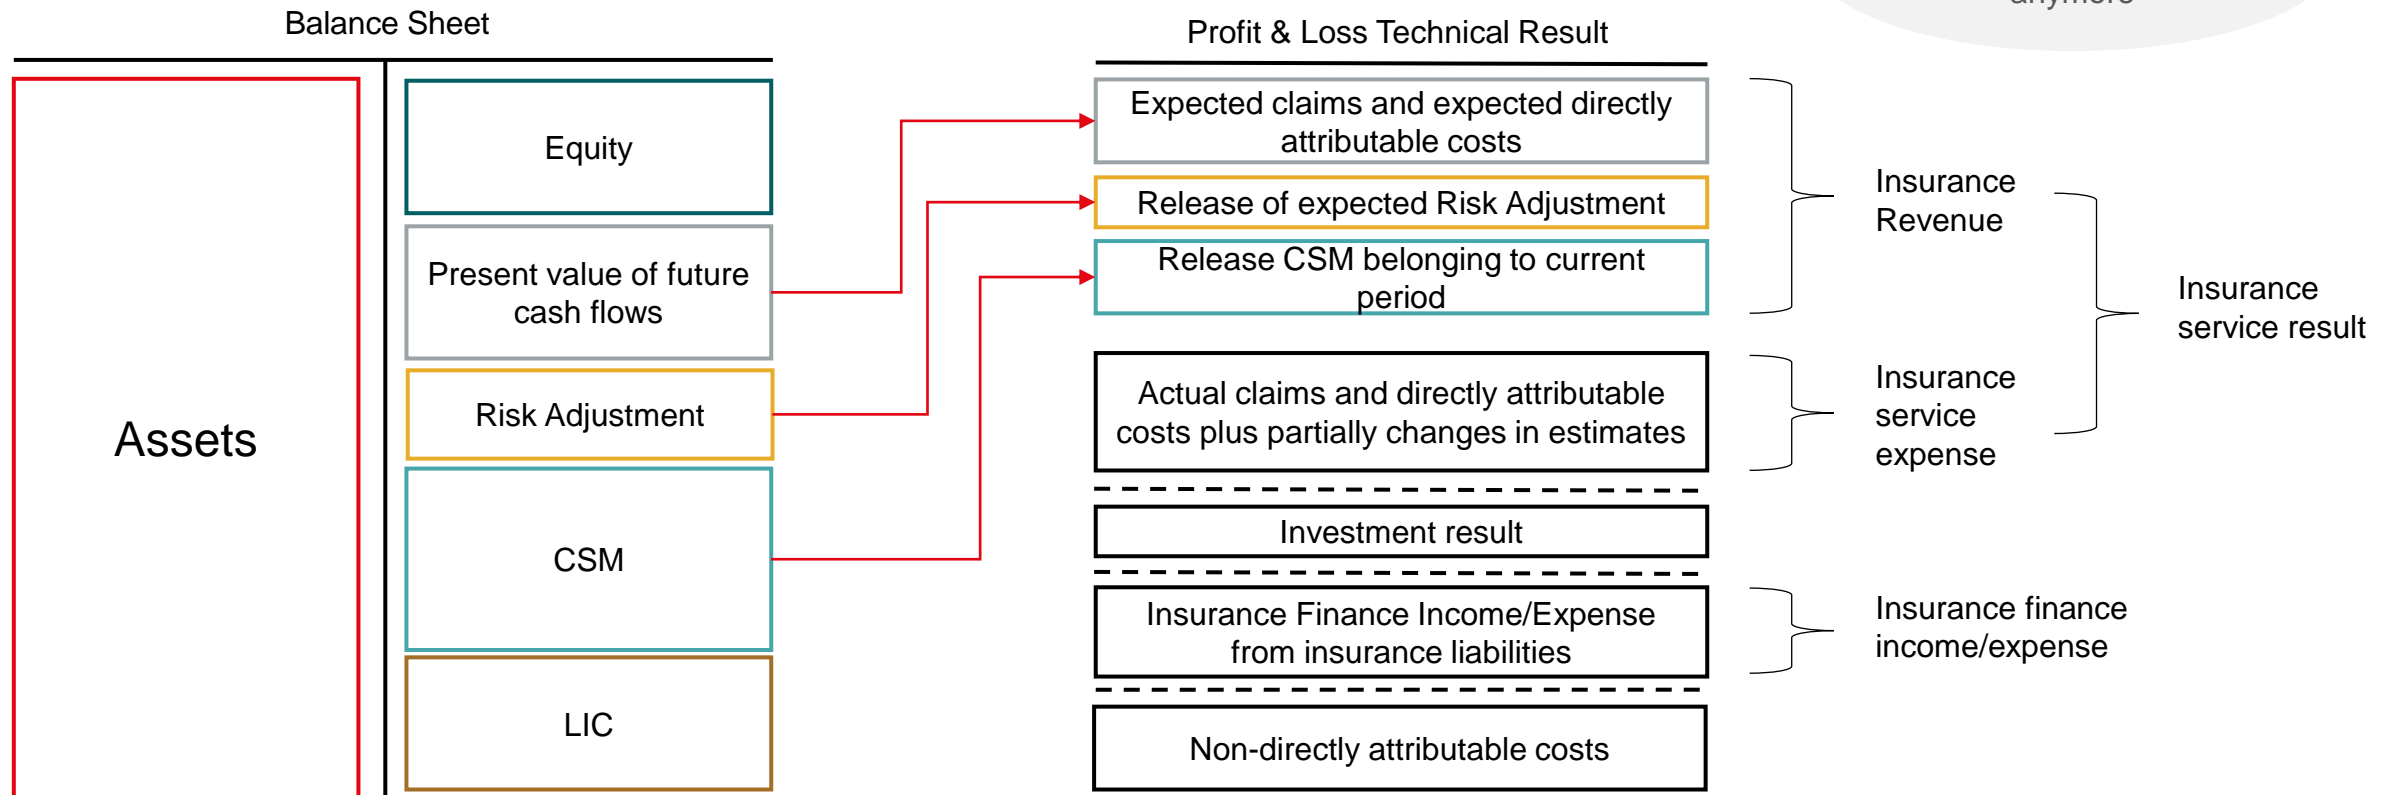 anymore
Balance Sheet
Profit & Loss Technical Result
Assets
Equity
Present value of future
cash flows
Risk Adjustment
CSM
LIC
Expected claims and expected directly
attributable costs
Release of expected Risk Adjustment
Release CSM belonging to current
period
Actual claims and directly attributable
costs plus partially changes in estimates
Investment result
Insurance Finance Income/Expense
from insurance liabilities
Non-directly attributable costs
Insurance
Revenue
Insurance
service
expense
Insurance finance
income/expense
Insurance
service result